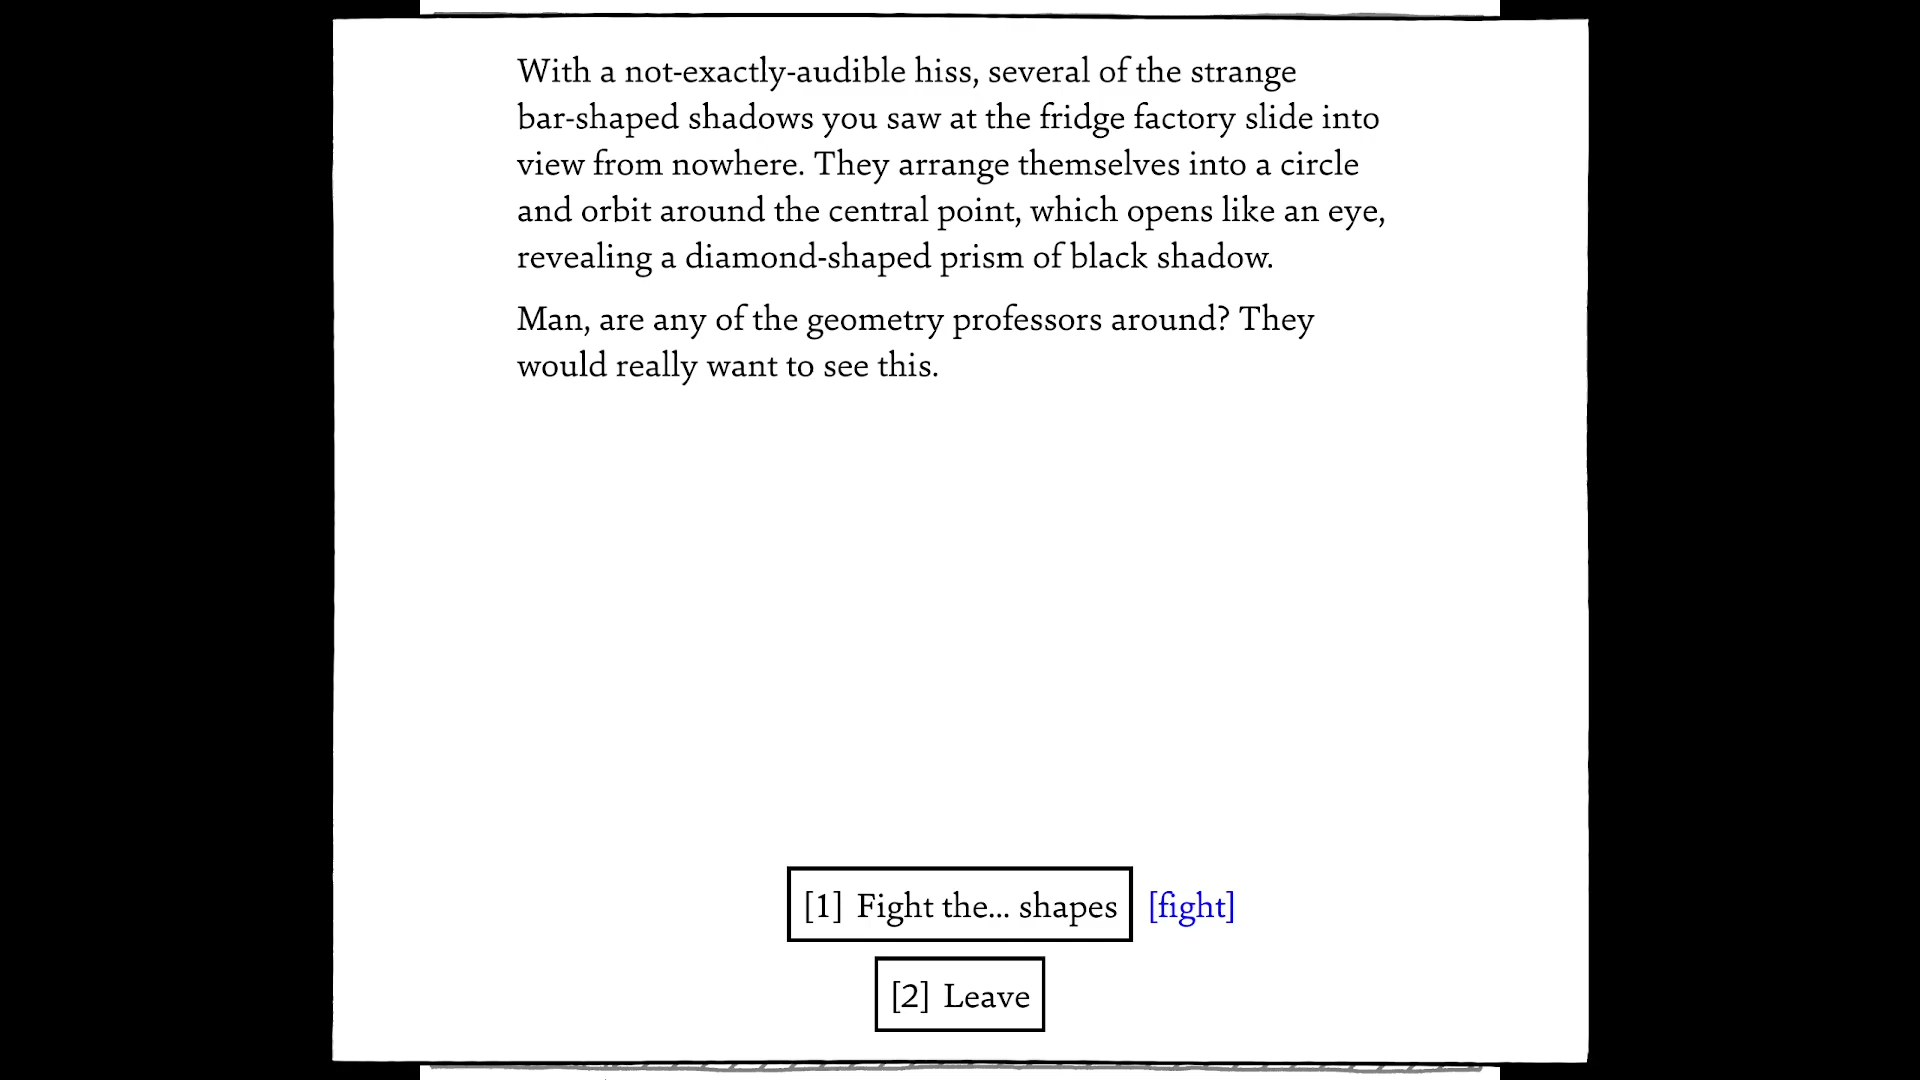 With a not-exactly-audible hiss, several of the strange
bar-shaped shadows you saw at the fridge factory slide into
view from nowhere. They arrange themselves into a circle
and orbit around the central point, which opens like an eye,
revealing a diamond-shaped prism of black shadow.
Man, are any of the geometry professors around? They
would really want to see this.
[1] Fight the... shapes [fight]
[2] Leave